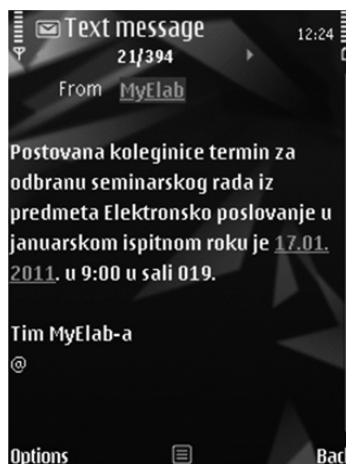 Text message
12:24
21/394
From MyElab
Postovana koleginice termin za
odbranu seminarskog rada iz
predmeta Elektronsko poslovanje u
januarskom ispitnom roku je 17.01.
2011. u 9:00 u sali 019.
Tim MyElab-a
@
Options
Back